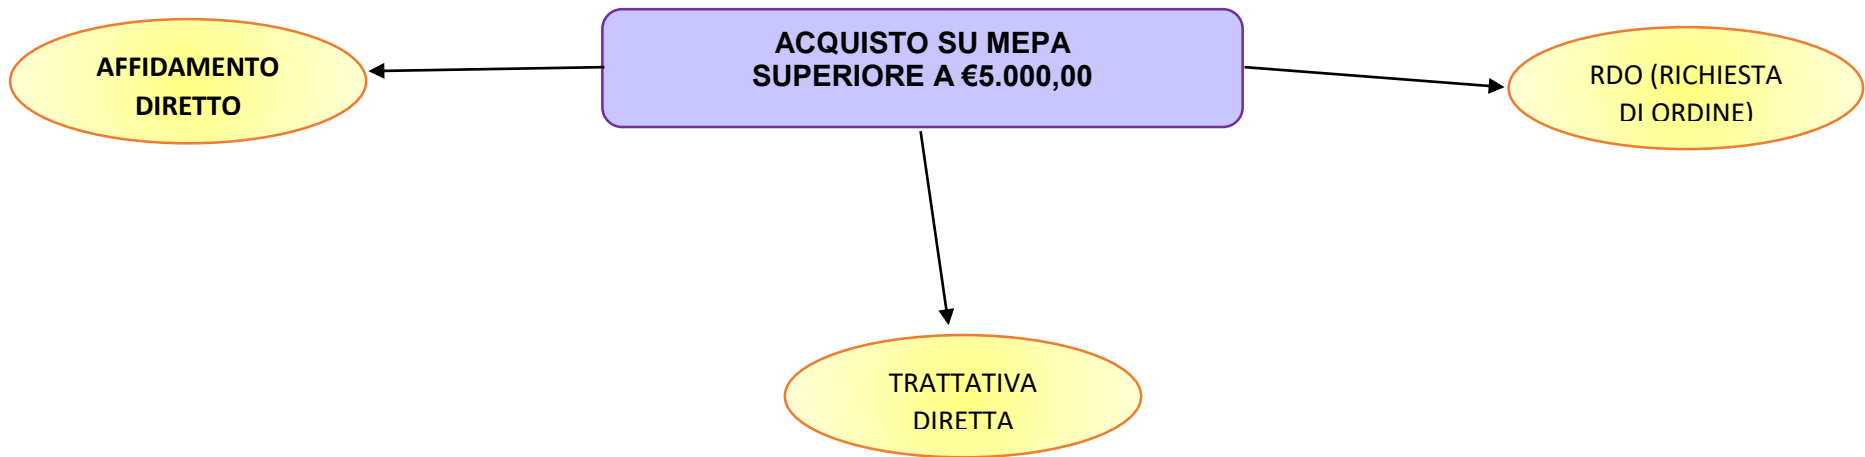 ACQUISTO SU MEPA
SUPERIORE A €5.000,00
AFFIDAMENTO
DIRETTO
RDO (RICHIESTA
DI ORDINE)
TRATTATIVA
DIRETTA